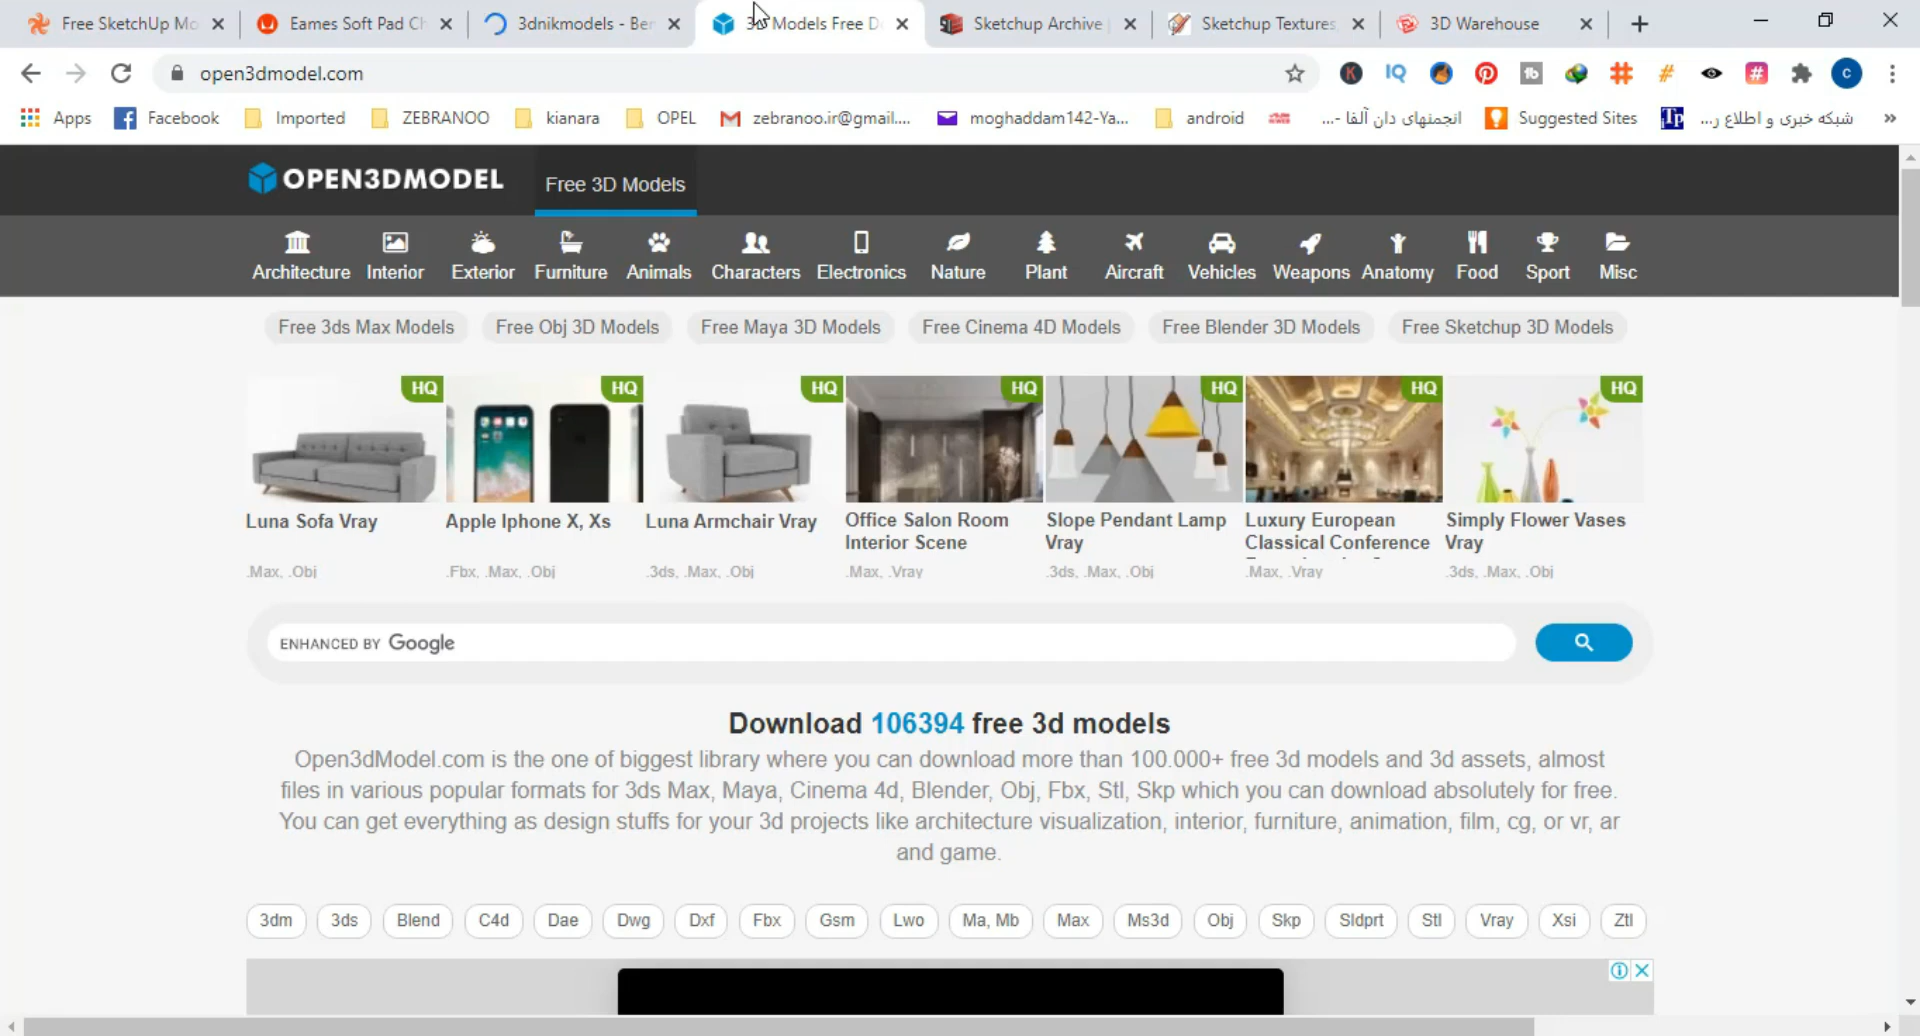 Free SketchUp Mo
Eames Soft Pad Ch
3dnikmodels - Ben
Models Free D
Sketchup Archive
Sketchup Textures
3D Warehouse
open3dmodel.com
K
IQ
C
Apps
Facebook
Imported
ZEBRANOO
kianara
OPEL
zebranoo.ir@gmail....
moghaddam142-Ya...
android
انجمنهای دان آلفا -...
Suggested Sites
شبکه خبری و اطلاع ر...
OPEN3DMODEL
Free 3D Models
Architecture Interior Exterior Furniture Animals Characters Electronics Nature Plant Aircraft Vehicles Weapons Anatomy Food Sport Misc
Free 3ds Max Models Free Obj 3D Models Free Maya 3D Models Free Cinema 4D Models Free Blender 3D Models Free Sketchup 3D Models
HQ HQ HQ HQ HQ HQ HQ
Luna Sofa Vray
.Max, .Obj
Apple Iphone X, Xs
.Fbx, .Max, .Obj
Luna Armchair Vray
.3ds, .Max, .Obj
Office Salon Room
Interior Scene
.Max, .Vray
Slope Pendant Lamp
Vray
.3ds, .Max, .Obj
Luxury European
Classical Conference
.Max, .Vray
Simply Flower Vases
Vray
.3ds, .Max, .Obj
ENHANCED BY Google
Download 106394 free 3d models
Open3dModel.com is the one of biggest library where you can download more than 100.000+ free 3d models and 3d assets, almost
files in various popular formats for 3ds Max, Maya, Cinema 4d, Blender, Obj, Fbx, Stl, Skp which you can download absolutely for free.
You can get everything as design stuffs for your 3d projects like architecture visualization, interior, furniture, animation, film, cg, or vr, ar
and game.
3dm 3ds Blend C4d Dae Dwg Dxf Fbx Gsm Lwo Ma, Mb Max Ms3d Obj Skp Sldprt Stl Vray Xsi Ztl